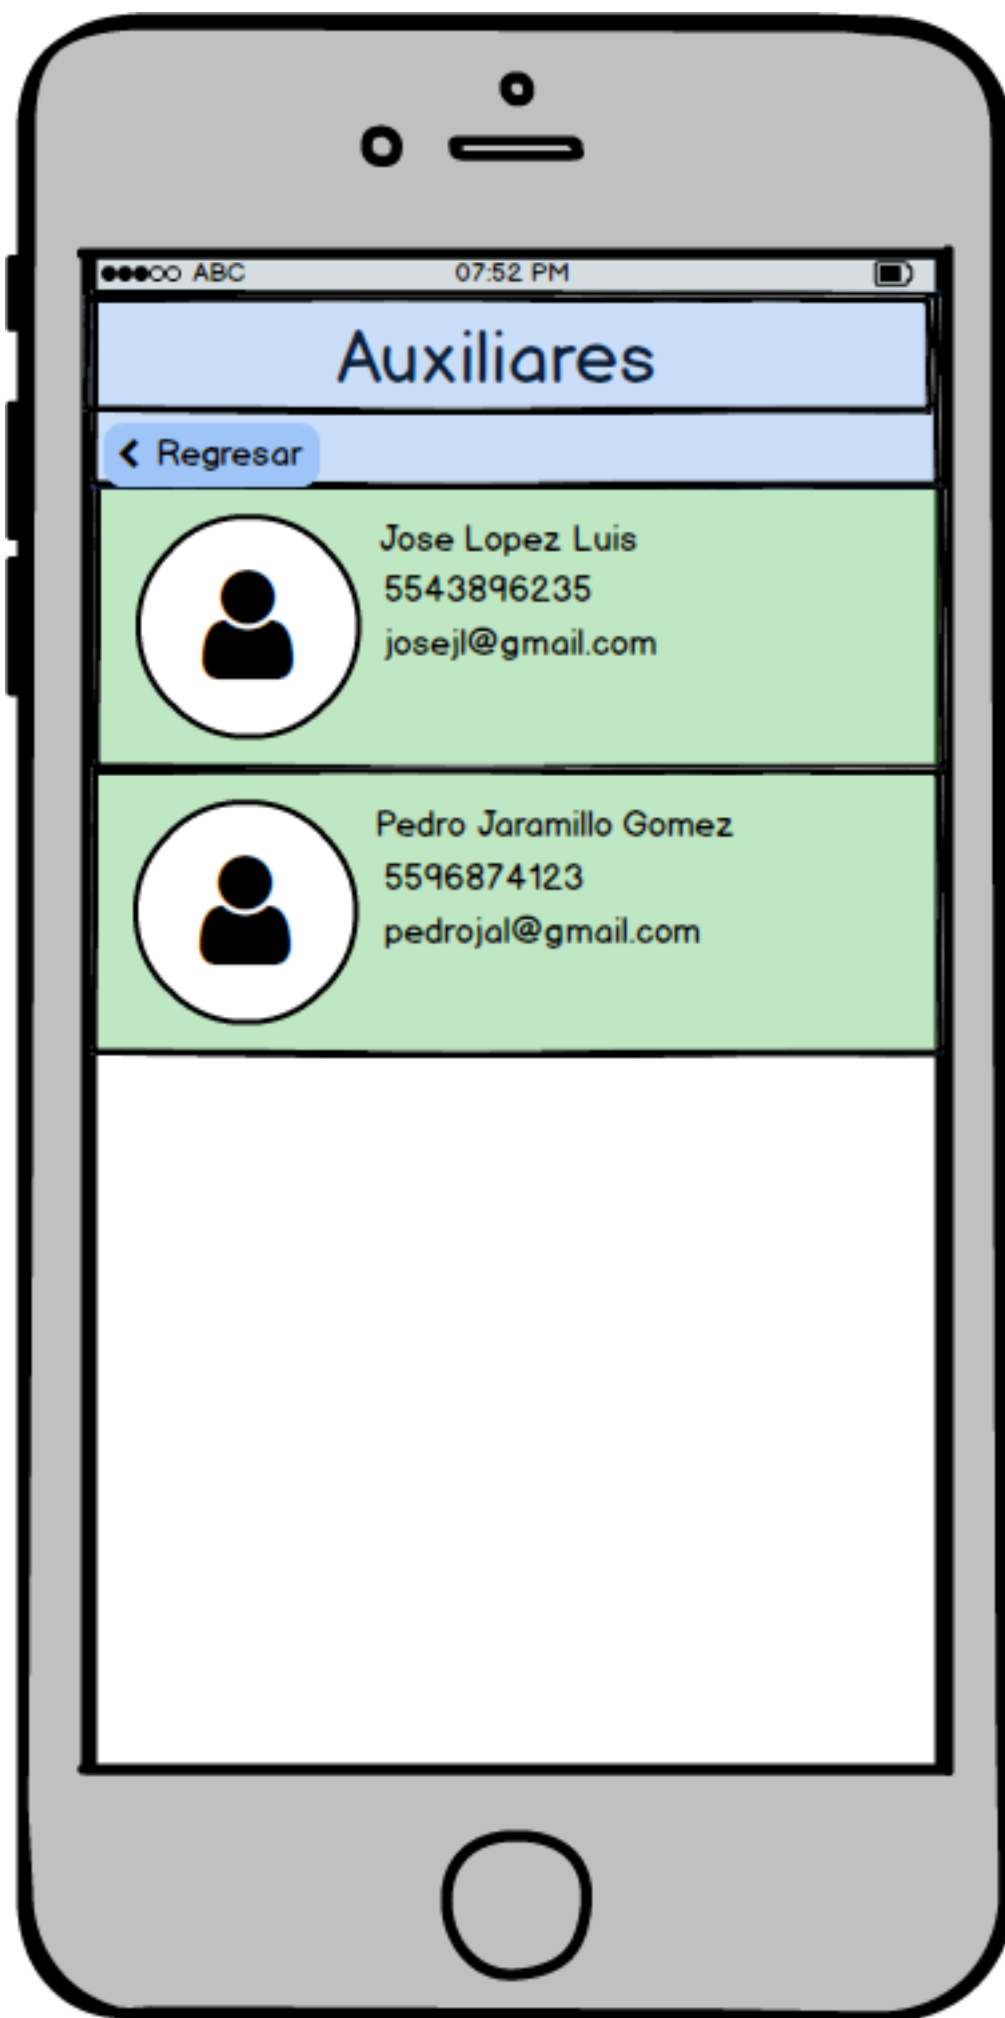 ABC 07:52 PM
Auxiliares
Regresar
Jose Lopez Luis
5543896235
josejl@gmail.com
Pedro Jaramillo Gomez
5596874123
pedrojal@gmail.com